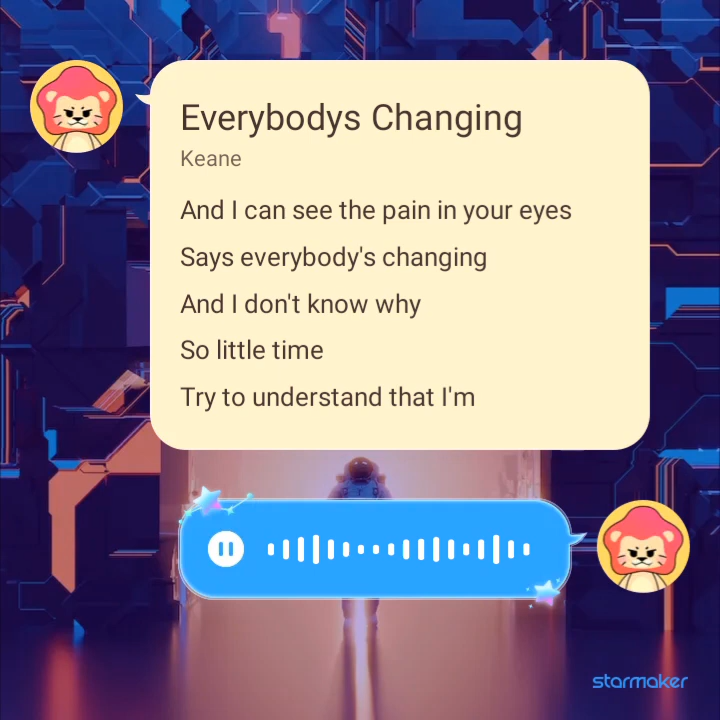 Everybodys Changing
Keane
And I can see the pain in your eyes
Says everybody's changing
And I don't know why
So little time
Try to understand that I'm
starmaker